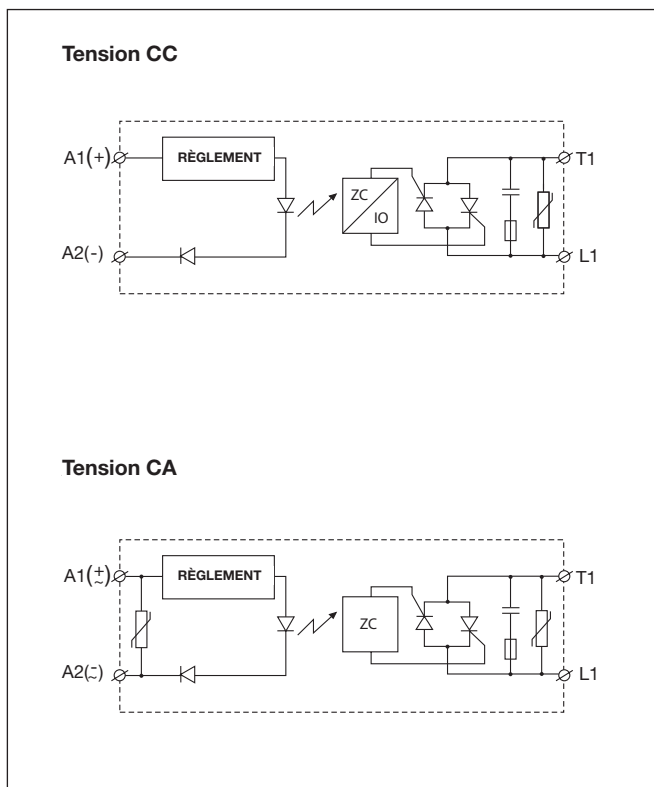 Tension CC
A1(+)
RÈGLEMENT
T1
ZC
IO
A2(-)
L1
Tension CA
A1(±~)
RÈGLEMENT
T1
ZC
A2(-~)
L1